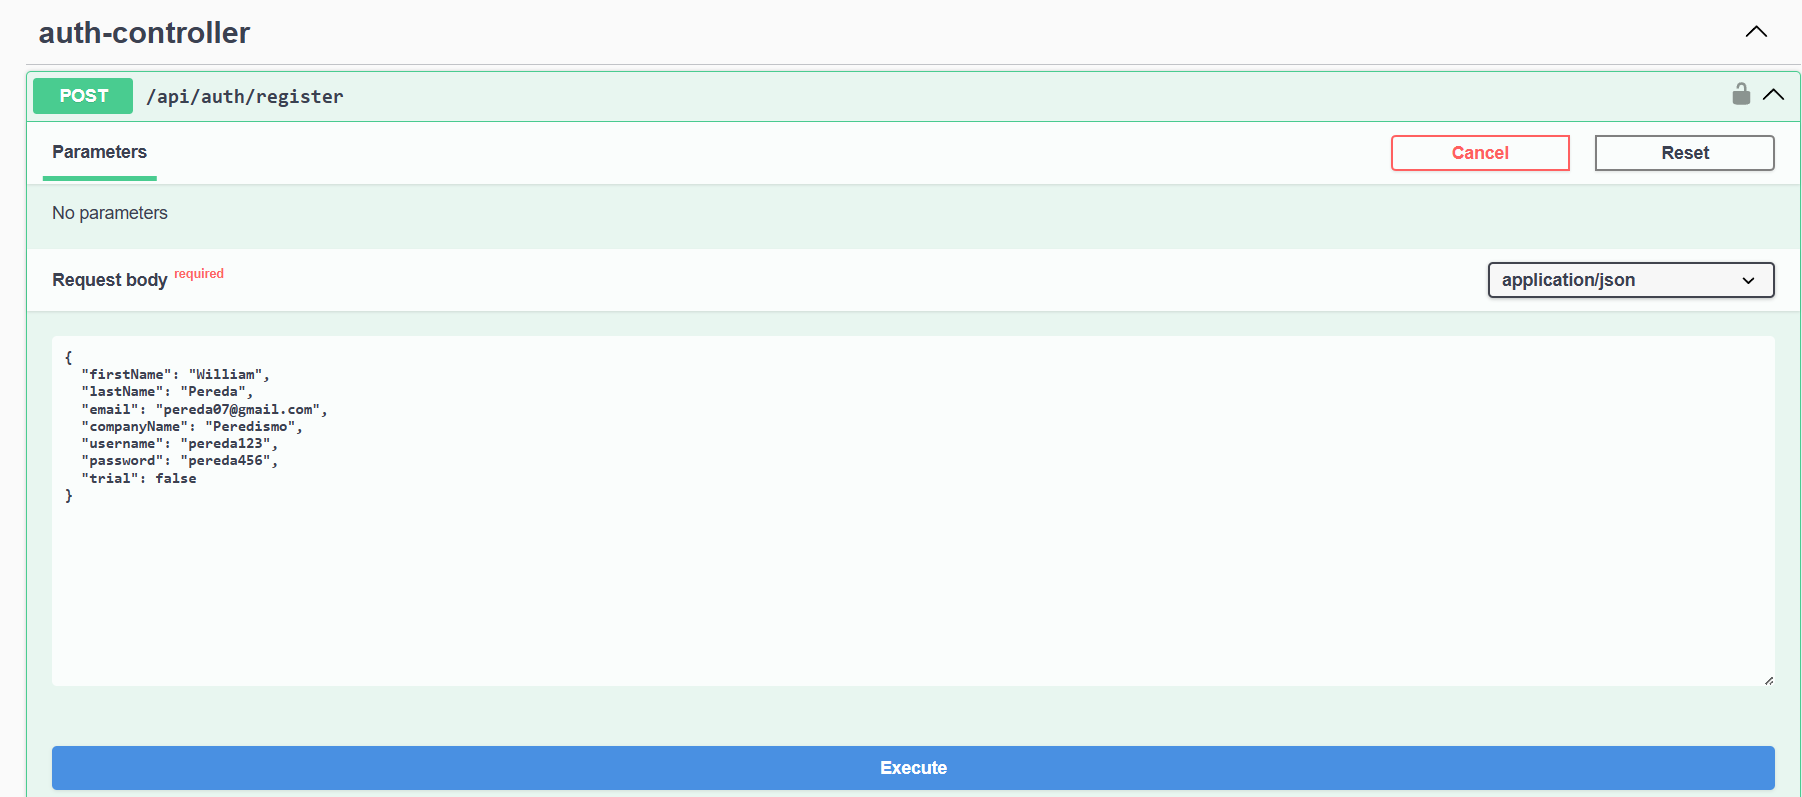 auth-controller
POST /api/auth/register
Parameters
Cancel
Reset
No parameters
Request body required
application/json
{
  "firstName": "William",
  "lastName": "Pereda",
  "email": "pereda07@gmail.com",
  "companyName": "Peredismo",
  "username": "pereda123",
  "password": "pereda456",
  "trial": false
}
Execute